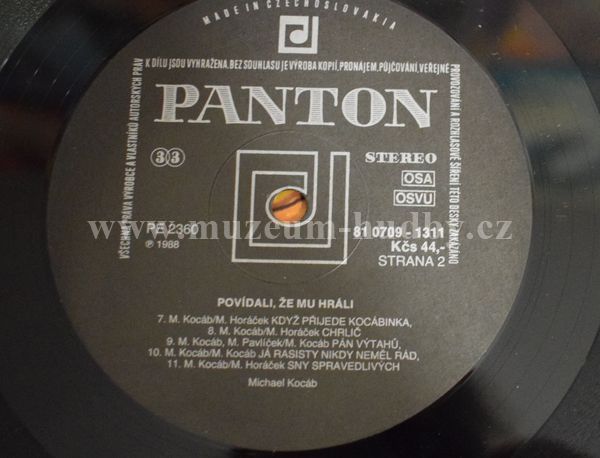 MADE IN CZECHOSLOVAKIA
K DÍLU JSOU VYHRAŽENA. BEZ SOUHLASU JE VÝROBA KOPIÍ, PRONÁJEM, PŮJČOVÁNÍ, VEŘEJNÉ
PROVOZOVÁNÍ A ROZHLASOVÉ ŠÍŘENÍ TÉTO DESKY ZAKÁZÁNO
VŠECHNA PRÁVA VÝROBCE A VLASTNÍKŮ AUTORSKÝCH PRÁV
PANTON
33
STEREO
OSA
OSVU
www.muzeum-hudby.cz
PE 2360
℗ 1988
81 0709 - 1311
Kčs 44,-
STRANA 2
POVÍDALI, ŽE MU HRÁLI
7. M. Kocáb/M. Horáček KDYŽ PŘIJEDE KOCÁBINKA,
8. M. Kocáb/M. Horáček CHRLIČ
9. M. Kocáb, M. Pavlíček/M. Kocáb PÁN VÝTAHŮ,
10. M. Kocáb/M. Kocáb JÁ RASISTY NIKDY NEMĚL RÁD,
11. M. Kocáb/M. Horáček SNY SPRAVEDLIVÝCH
Michael Kocáb